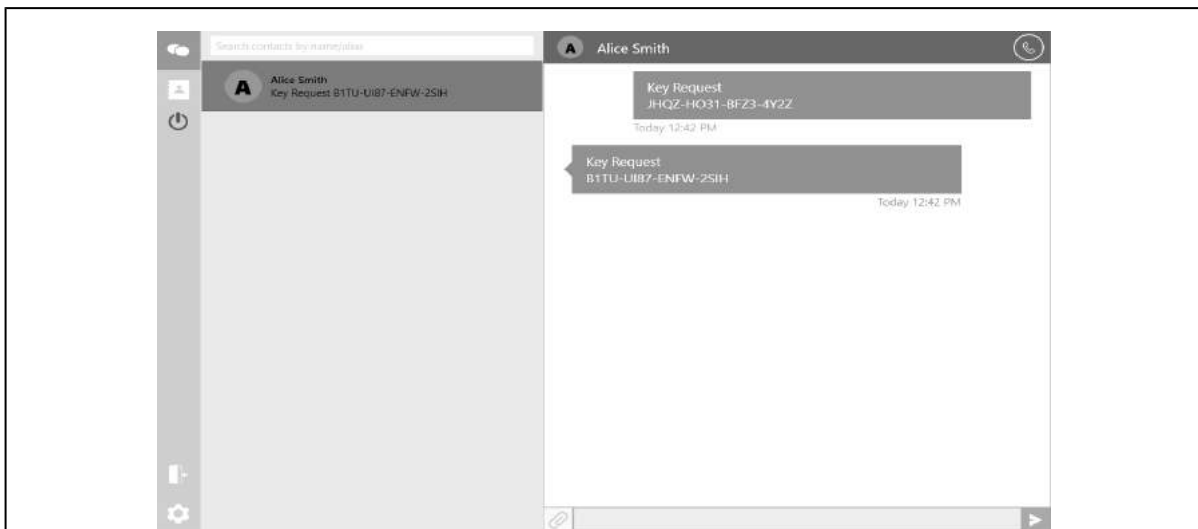 Search contacts by name/alias
A Alice Smith
Key Request B1TU-UI87-ENFW-2SIH
A Alice Smith
Key Request
JHQZ-HO31-BFZ3-4Y2Z
Today 12:42 PM
Key Request
B1TU-UI87-ENFW-2SIH
Today 12:42 PM